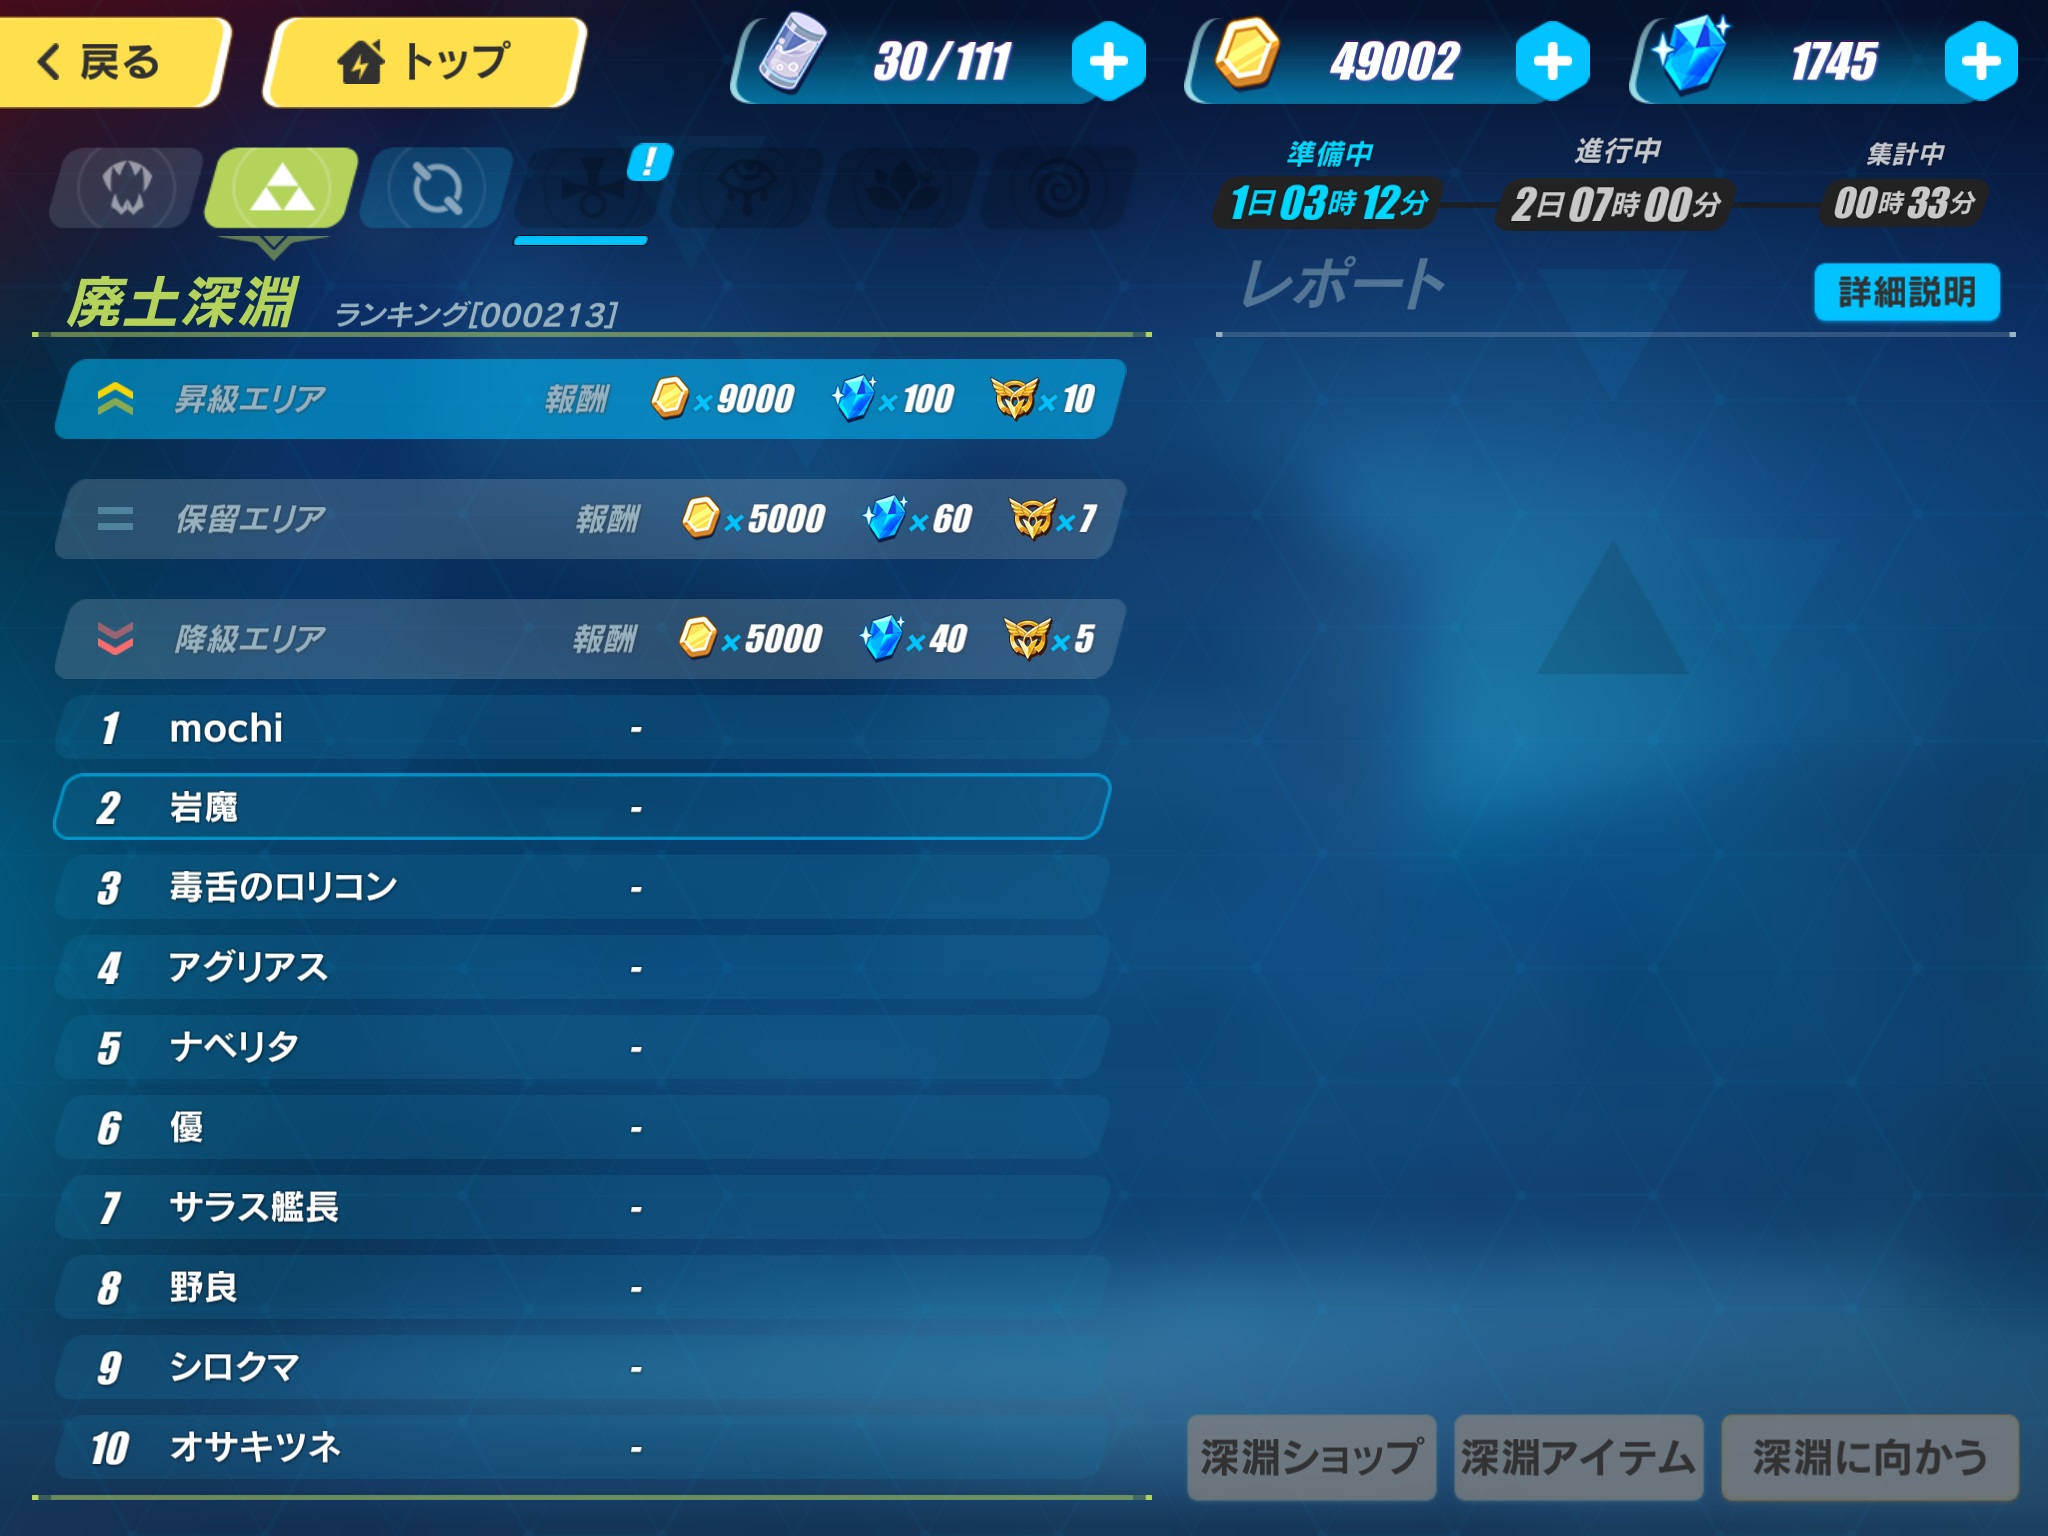 戻る
トップ
30/111
49002
1745
!
準備中
進行中
集計中
1日03時12分
2日07時00分
00時33分
廃土深淵 ランキング[000213]
レポート
詳細説明
昇級エリア 報酬 ×9000 ×100 ×10
保留エリア 報酬 ×5000 ×60 ×7
降級エリア 報酬 ×5000 ×40 ×5
1 mochi -
2 岩魔 -
3 毒舌のロリコン -
4 アグリアス -
5 ナベリタ -
6 優 -
7 サラス艦長 -
8 野良 -
9 シロクマ -
10 オサキツネ -
深淵ショップ
深淵アイテム
深淵に向かう